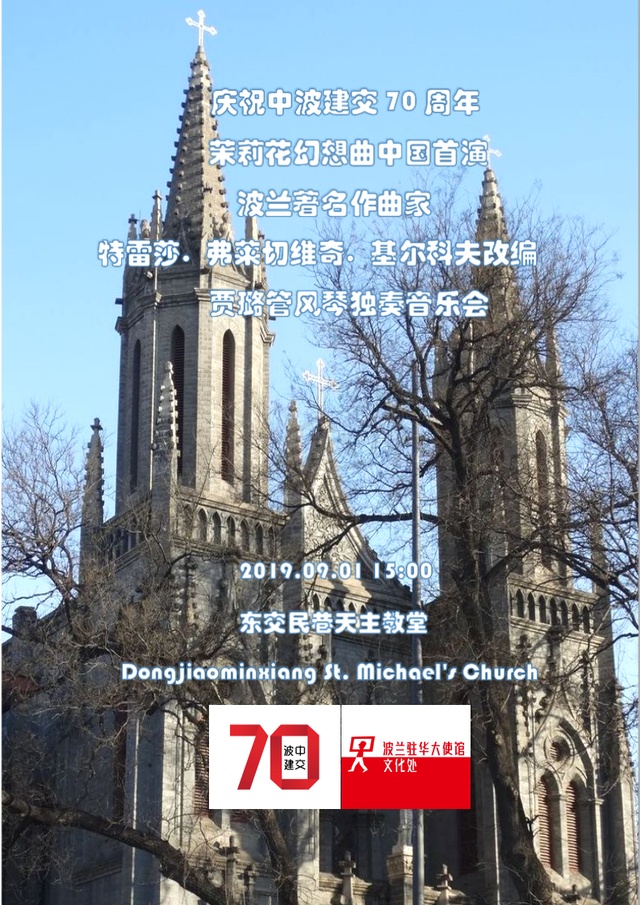 庆祝中波建交 70 周年
茉莉花幻想曲中国首演
波兰著名作曲家
特雷莎．弗莱切维奇．基尔科夫改编
贾璐管风琴独奏音乐会
2019.09.01 15:00
东交民巷天主教堂
Dongjiaominxiang St. Michael's Church
70
波中
建交
波兰驻华大使馆
文化处